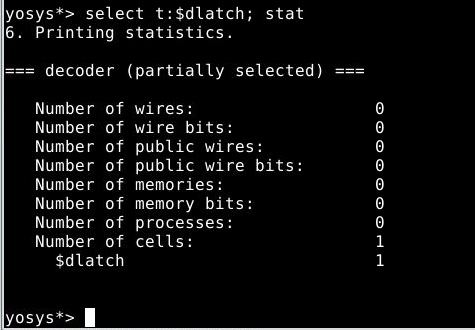 yosys*> select t:$dlatch; stat
6. Printing statistics.
=== decoder (partially selected) ===
Number of wires: 0
Number of wire bits: 0
Number of public wires: 0
Number of public wire bits: 0
Number of memories: 0
Number of memory bits: 0
Number of processes: 0
Number of cells: 1
$dlatch 1
yosys*>